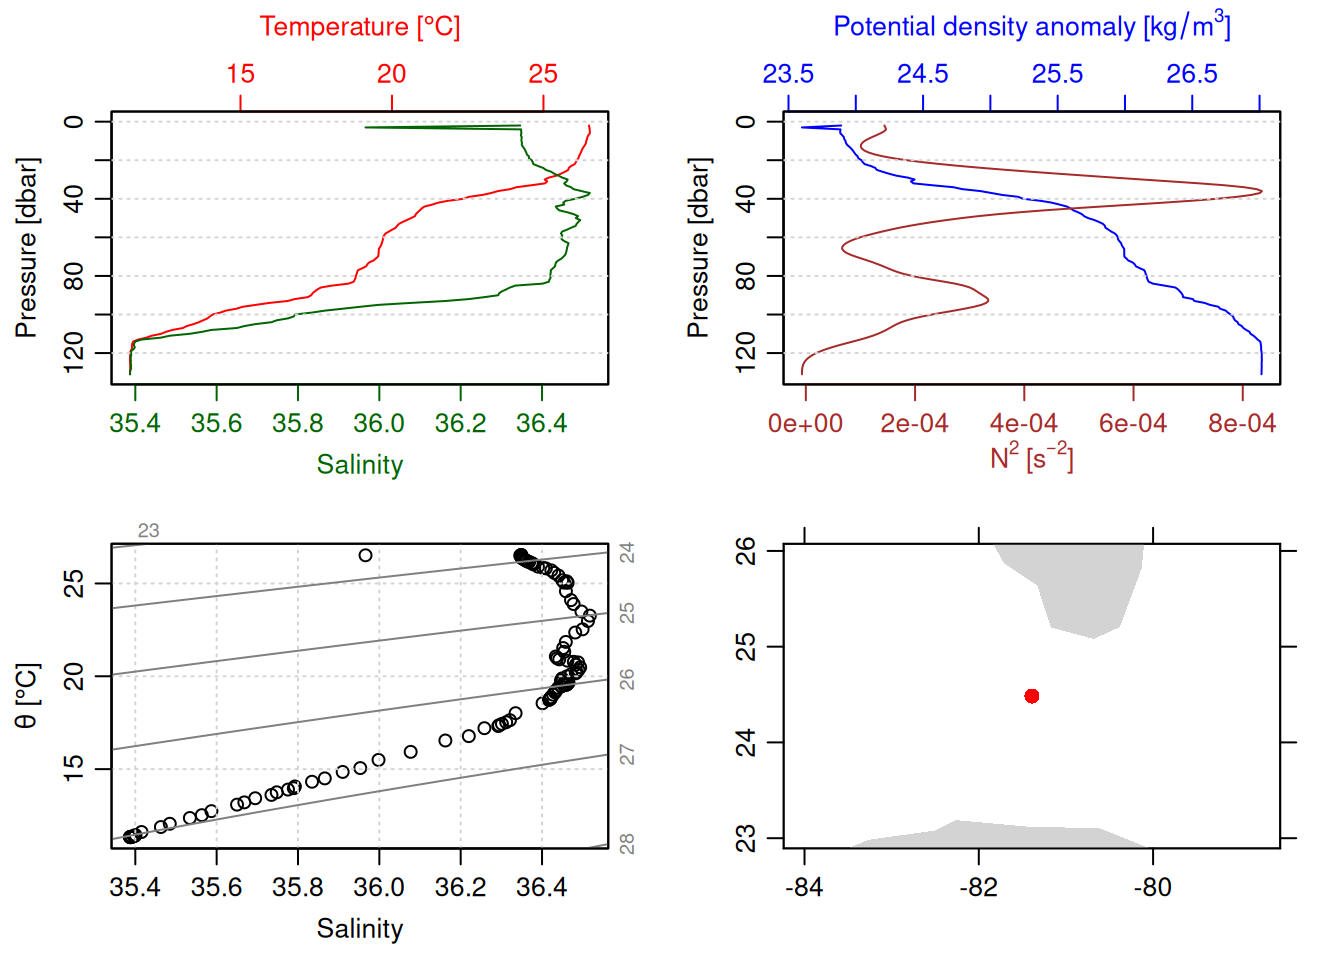 Temperature [°C]
15 20 25
Pressure [dbar]
0 40 80 120
35.4 35.6 35.8 36.0 36.2 36.4
Salinity
Potential density anomaly [kg/m³]
23.5 24.5 25.5 26.5
Pressure [dbar]
0 40 80 120
0e+00 2e-04 4e-04 6e-04 8e-04
N² [s⁻²]
23
24
25
26
27
28
θ [°C]
25
20
15
35.4 35.6 35.8 36.0 36.2 36.4
Salinity
26
25
24
23
-84 -82 -80